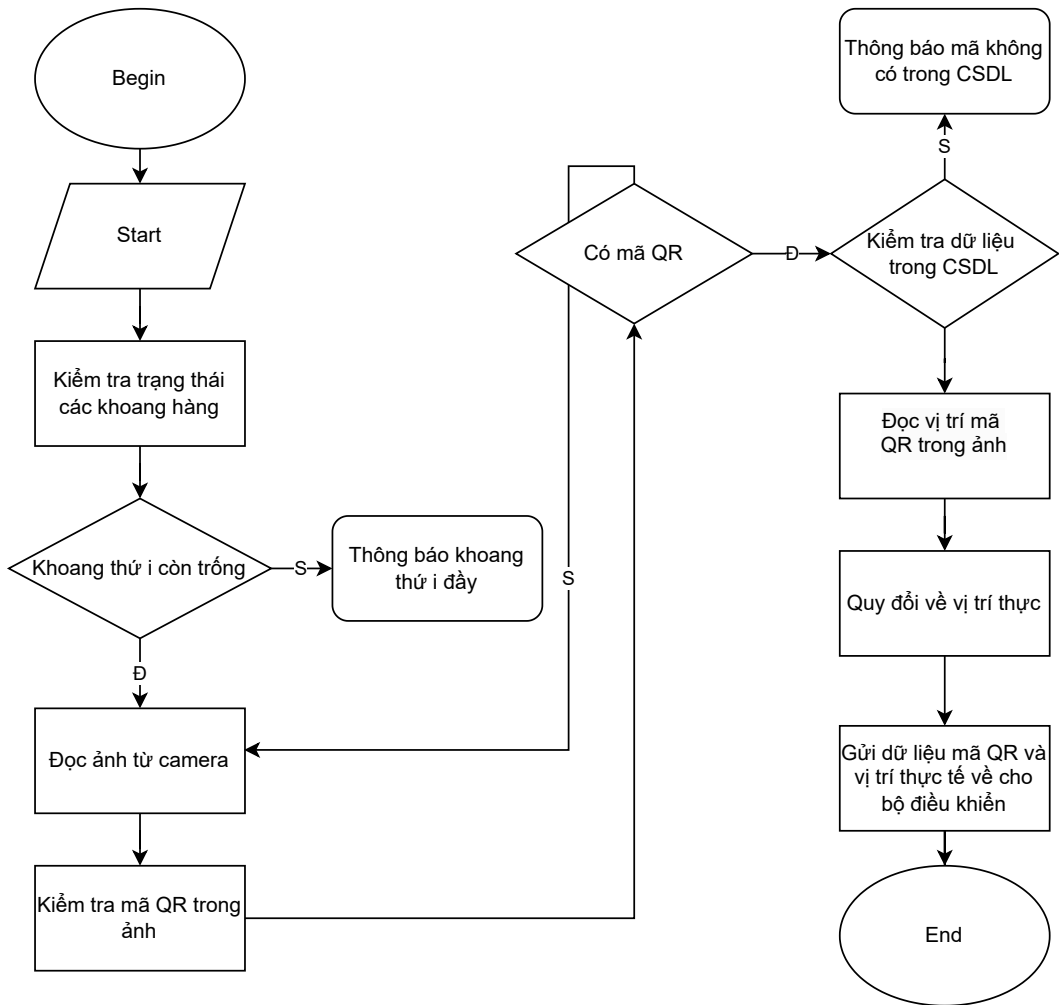 Begin
Start
Kiểm tra trạng thái
các khoang hàng
Khoang thứ i còn trống
S
Thông báo khoang
thứ i đầy
Đ
Đọc ảnh từ camera
Kiểm tra mã QR trong
ảnh
Có mã QR
S
Đ
Kiểm tra dữ liệu
trong CSDL
S
Thông báo mã không
có trong CSDL
Đọc vị trí mã
QR trong ảnh
Quy đổi về vị trí thực
Gửi dữ liệu mã QR và
vị trí thực tế về cho
bộ điều khiển
End